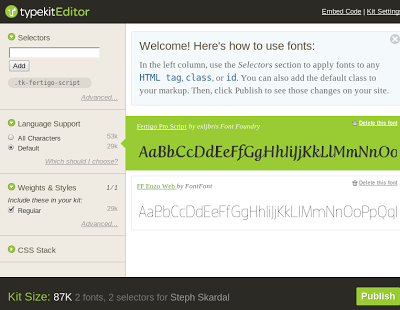 typekitEditor
Embed Code | Kit Settings
Selectors
Add
.tk-fertigo-script
Advanced...
Language Support
All Characters 53k
Default 29k
Which should I choose?
Weights & Styles 1/1
Include these in your kit:
Regular 29k
Advanced...
CSS Stack
Welcome! Here's how to use fonts:
In the left column, use the Selectors section to apply fonts to any
HTML tag, class, or id. You can also add the default class to
your markup. Then, click Publish to see those changes on your site.
Fertigo Pro Script by exljbris Font Foundry
Delete this font
AaBbCcDdEeFfGgHhIiJjKkLlMmNnOo
FF Enzo Web by FontFont
Delete this font
AaBbCcDdEeFfGgHhIiJjKkLlMmNnOoPpQq
Kit Size: 87K 2 fonts, 2 selectors for Steph Skardal
Publish